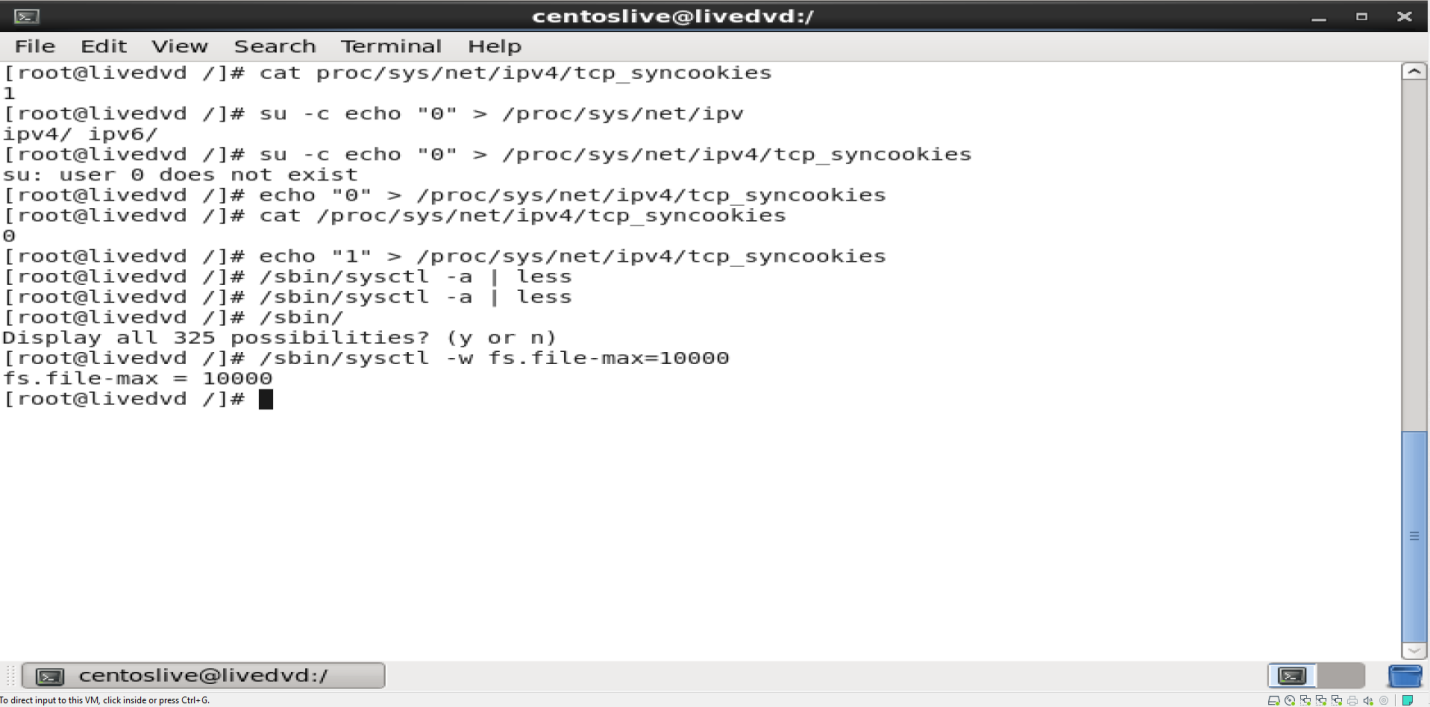 centoslive@livedvd:/
File Edit View Search Terminal Help
[root@livedvd /]# cat proc/sys/net/ipv4/tcp_syncookies
1
[root@livedvd /]# su -c echo "0" > /proc/sys/net/ipv
ipv4/ ipv6/
[root@livedvd /]# su -c echo "0" > /proc/sys/net/ipv4/tcp_syncookies
su: user 0 does not exist
[root@livedvd /]# echo "0" > /proc/sys/net/ipv4/tcp_syncookies
[root@livedvd /]# cat /proc/sys/net/ipv4/tcp_syncookies
0
[root@livedvd /]# echo "1" > /proc/sys/net/ipv4/tcp_syncookies
[root@livedvd /]# /sbin/sysctl -a | less
[root@livedvd /]# /sbin/sysctl -a | less
[root@livedvd /]# /sbin/
Display all 325 possibilities? (y or n)
[root@livedvd /]# /sbin/sysctl -w fs.file-max=10000
fs.file-max = 10000
[root@livedvd /]#
centoslive@livedvd:/
To direct input to this VM, click inside or press Ctrl+G.